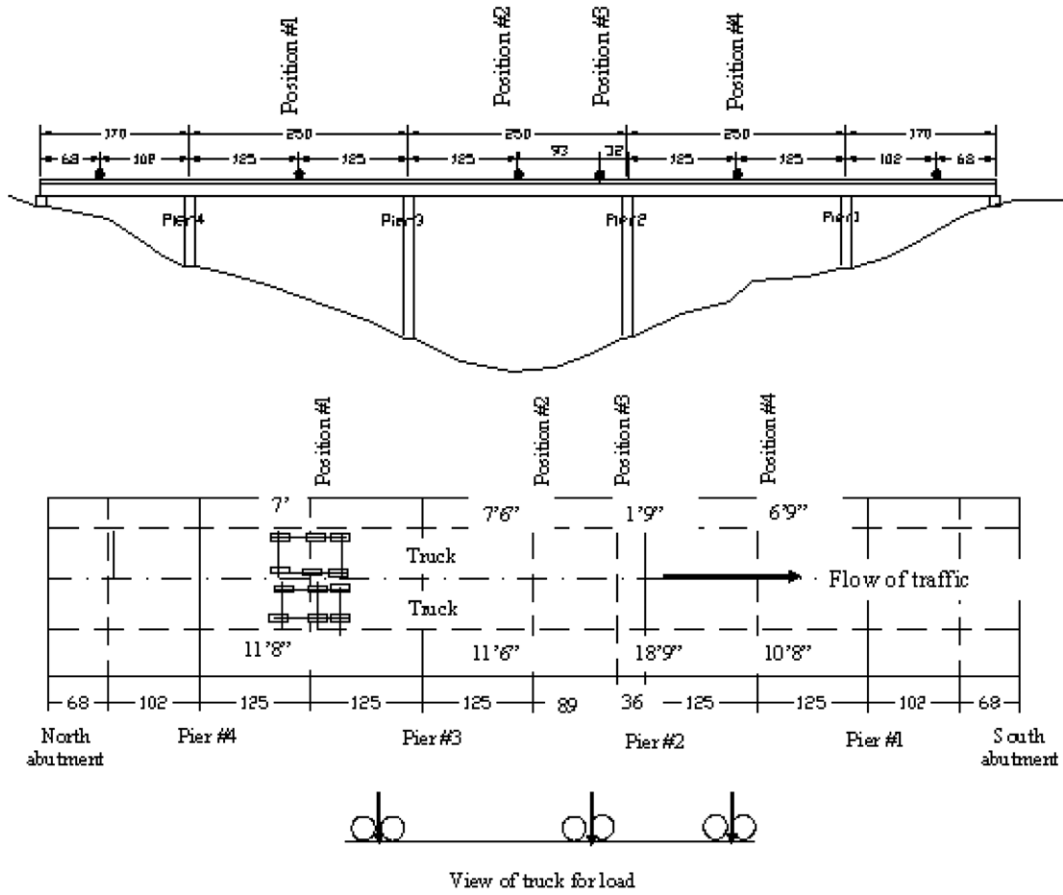 Position #1
Position #2
Position #3
Position #4
170 250 250 250 170
68 102 125 125 125 93 32 125 125 102 68
Pier 4 Pier 3 Pier 2 Pier 1
Position #1
Position #2
Position #3
Position #4
7' 7'6" 1'9" 6'9"
Truck
Flow of traffic
Truck
11'8" 11'6" 18'9" 10'8"
68 102 125 125 89 36 125 125 102 68
North abutment Pier #4 Pier #3 Pier #2 Pier #1 South abutment
View of truck for load